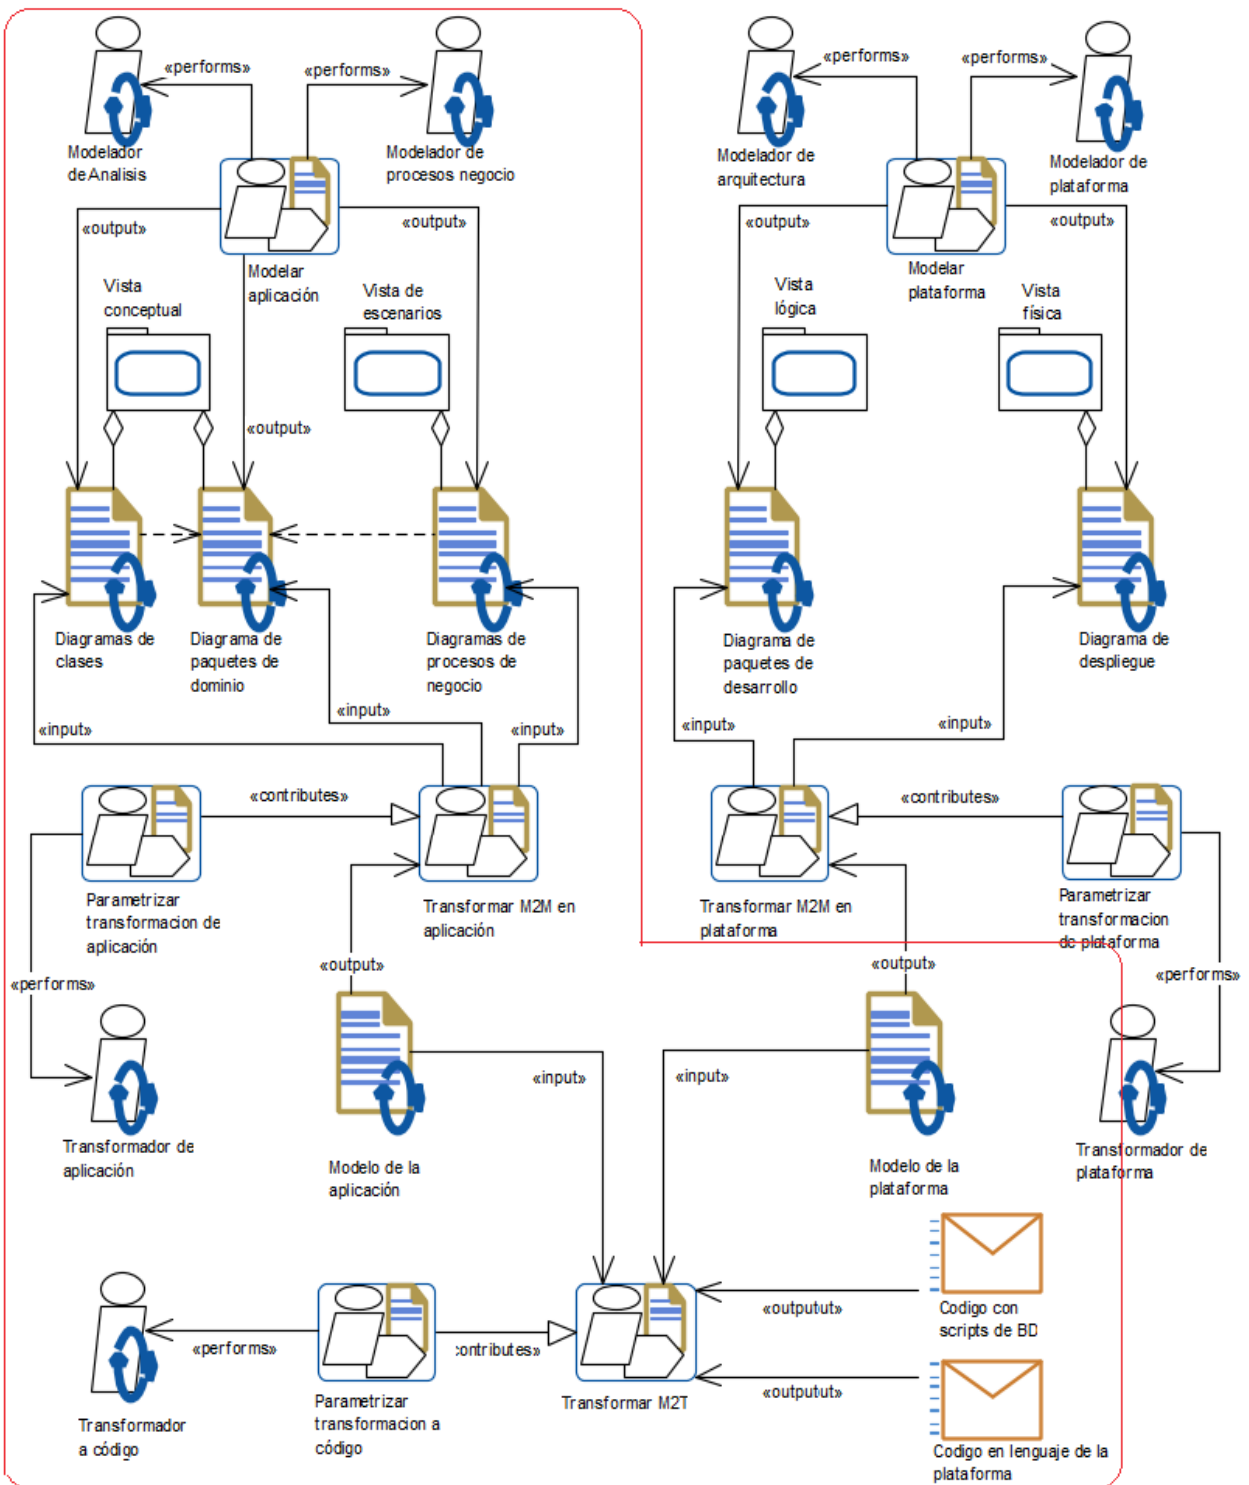 «performs»
«performs»
«performs»
«performs»
Modelador
de Analisis
Modelador de
procesos negocio
Modelador de
arquitectura
Modelador de
plataforma
«output»
«output»
«output»
«output»
Modelar
aplicación
Modelar
plataforma
Vista
conceptual
Vista de
escenarios
Vista
lógica
Vista
física
«output»
Diagramas de
clases
Diagrama de
paquetes de
dominio
Diagramas de
procesos de
negocio
Diagrama de
paquetes de
desarrollo
Diagrama de
despliegue
«input»
«input»
«input»
«input»
«input»
«contributes»
«contributes»
Parametrizar
transformacion de
aplicación
Transformar M2M en
aplicación
Transformar M2M en
plataforma
Parametrizar
transformacion
de plataforma
«output»
«output»
«performs»
«performs»
«input»
«input»
Transformador de
aplicación
Modelo de la
aplicación
Modelo de la
plataforma
Transformador de
plataforma
«outputut»
Codigo con
scripts de BD
«performs»
:ontributes»
«outputut»
Transformador
a código
Parametrizar
transformacion a
código
Transformar M2T
Codigo en lenguaje de la
plataforma